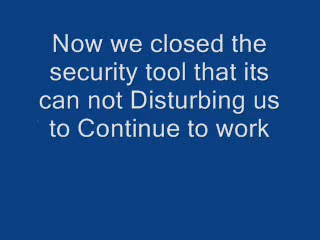 Now we closed the
security tool that its
can not Disturbing us
to Continue to work